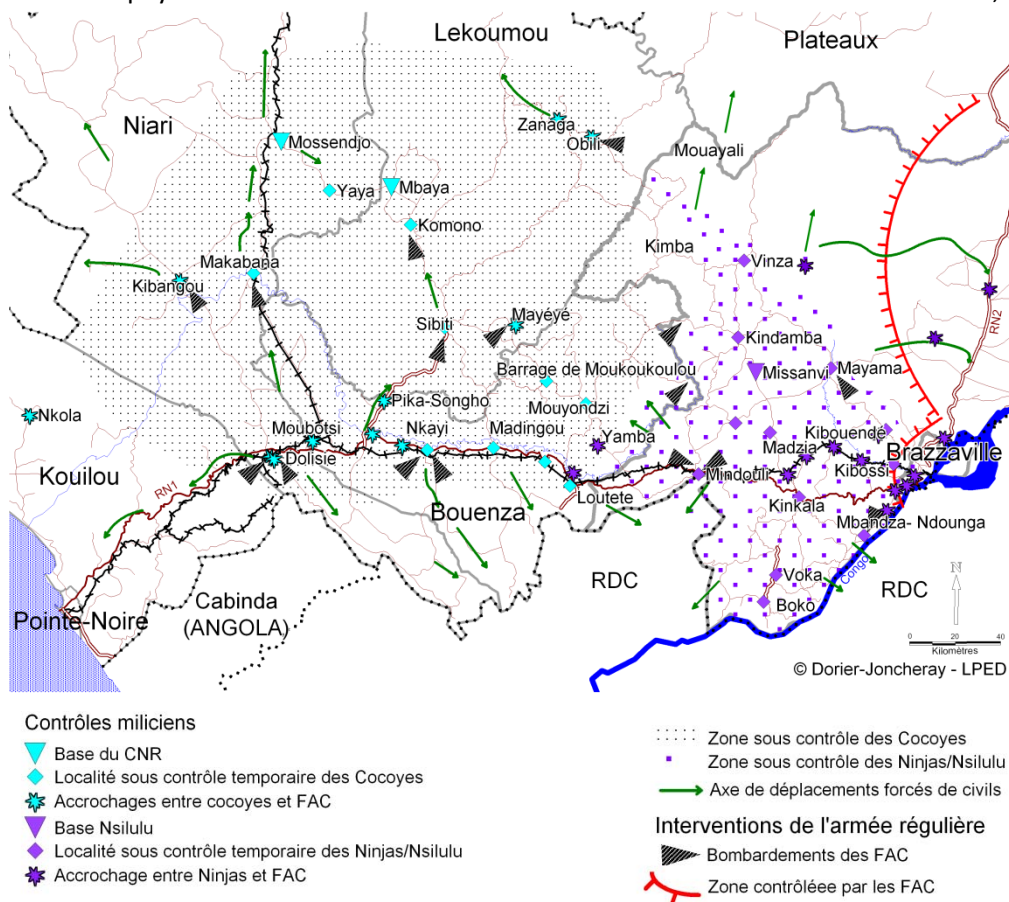 Lekoumou
Plateaux
Niari
Zanaga
Obili
Mossendjo
Mouayali
Yaya
Mbaya
Komono
Kimba
Vinza
Makabana
Kibangou
RN2
Mayéyé
Sibiti
Kindamba
Barrage de Moukoukoulou
Missanvi
Mayama
Pika-Songho
Mouyondzi
Nkola
Moubotsi
Nkayi
Madingou
Yamba
Kibouendé
Madzia
Brazzaville
Dolisie
Kibossi
Kouilou
RN1
Loutete
Mindouli
Kinkala
Bouenza
Mbandza- Ndounga
RDC
Congo
Voka
RDC
N
Cabinda
(ANGOLA)
Boko
Pointe-Noire
0 20 40
Kilomètres
© Dorier-Joncheray - LPED
Contrôles miliciens
Base du CNR
Localité sous contrôle temporaire des Cocoyes
Accrochages entre cocoyes et FAC
Base Nsilulu
Localité sous contrôle temporaire des Ninjas/Nsilulu
Accrochage entre Ninjas et FAC
Zone sous contrôle des Cocoyes
Zone sous contrôle des Ninjas/Nsilulu
Axe de déplacements forcés de civils
Interventions de l'armée régulière
Bombardements des FAC
Zone contrôléee par les FAC